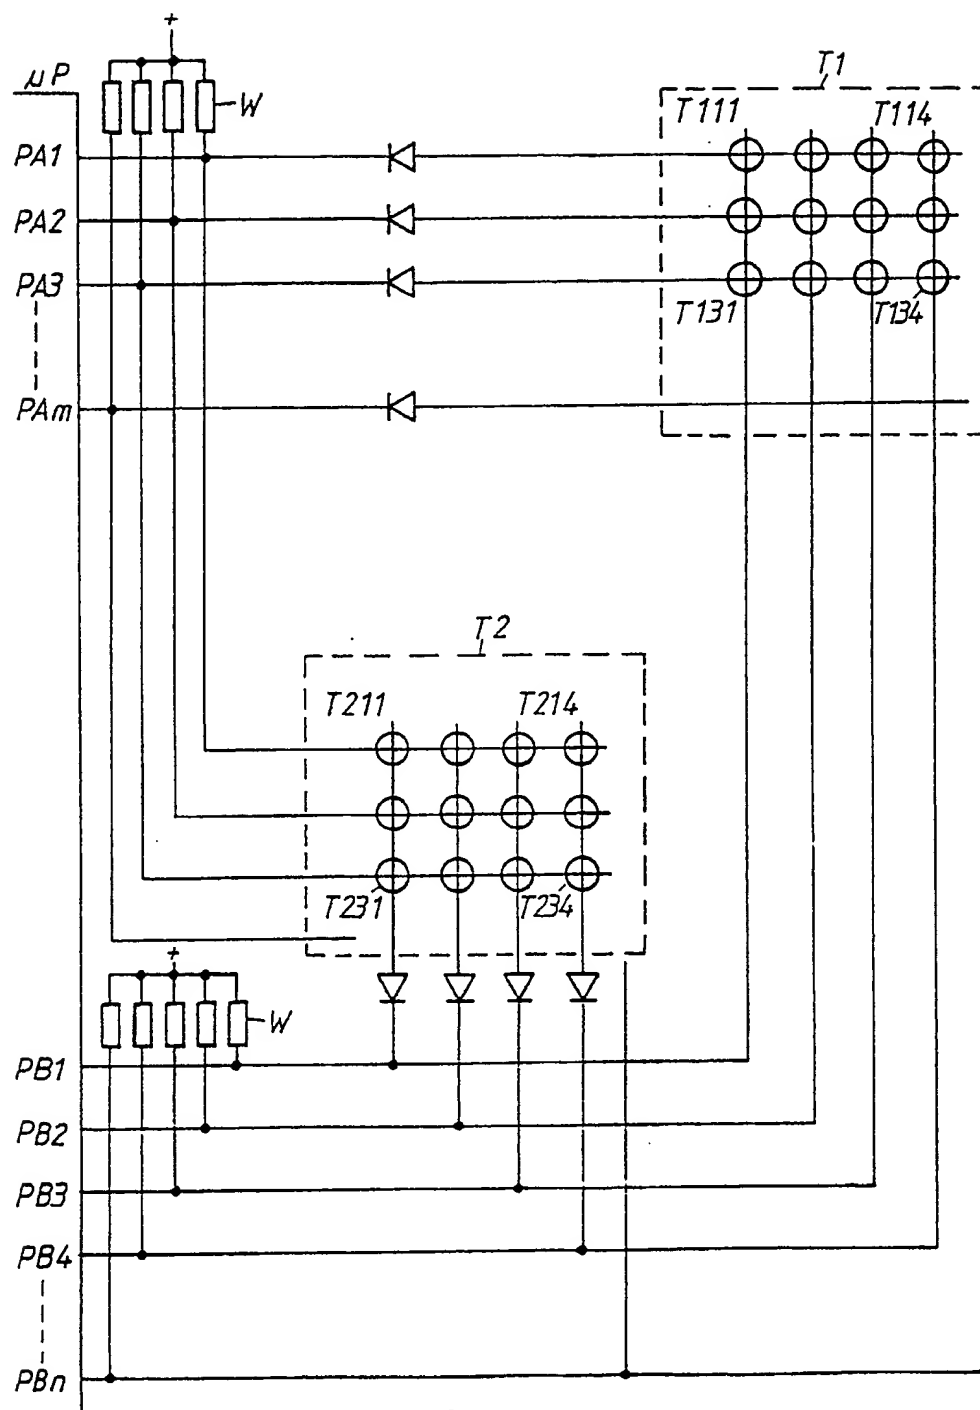 +
μP
W
T1
T111
T114
PA1
PA2
PA3
T131
T134
PAm
T2
T211
T214
T231
T234
+
W
PB1
PB2
PB3
PB4
PBn